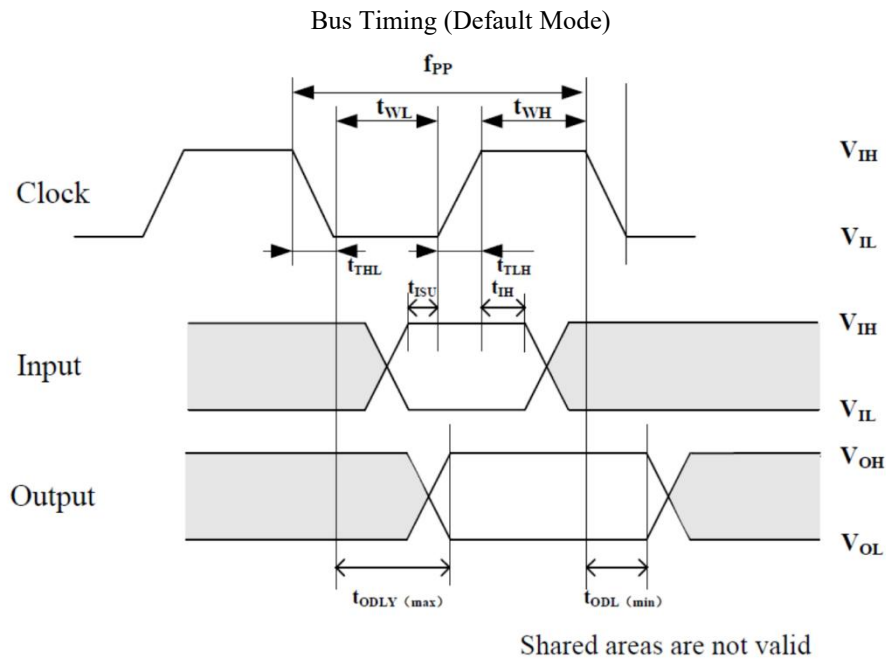 Bus Timing (Default Mode)
fPP
tWL tWH
VIH
Clock
VIL
tTHL tTLH
tISU tIH
VIH
Input
VIL
VOH
Output
VOL
tODLY (max) tODL (min)
Shared areas are not valid